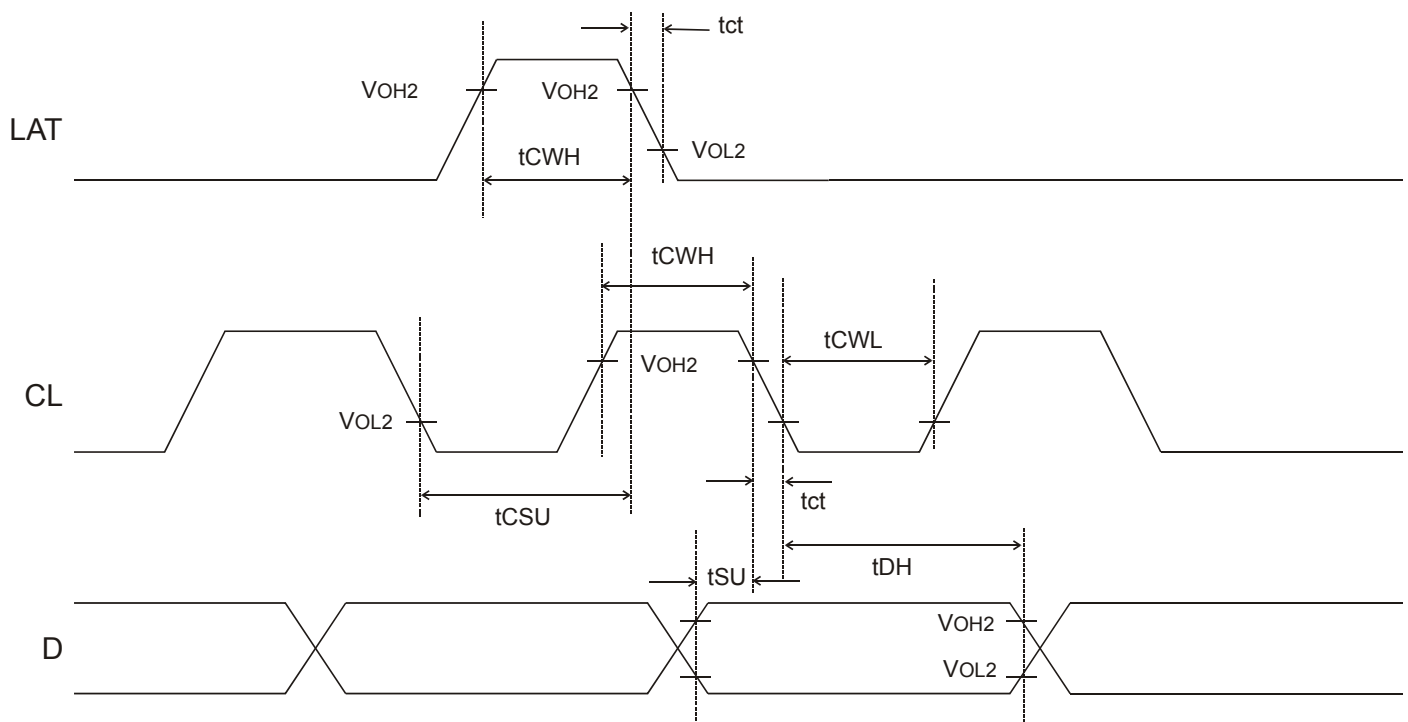 tct
VOH2 VOH2
LAT
tCWH VOL2
tCWH
tCWL
VOH2
CL
VOL2
tCSU tct
tDH
tSU
VOH2
D
VOL2